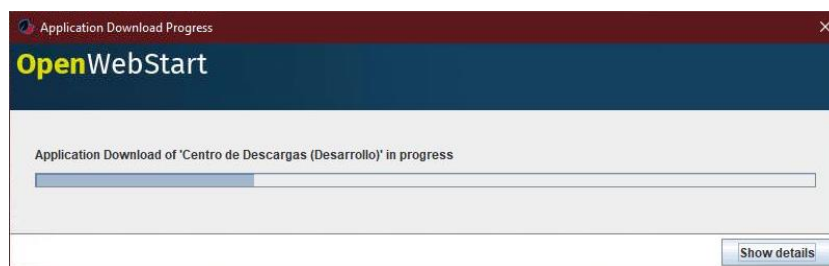 Application Download Progress
OpenWebStart
Application Download of 'Centro de Descargas (Desarrollo)' in progress
Show details